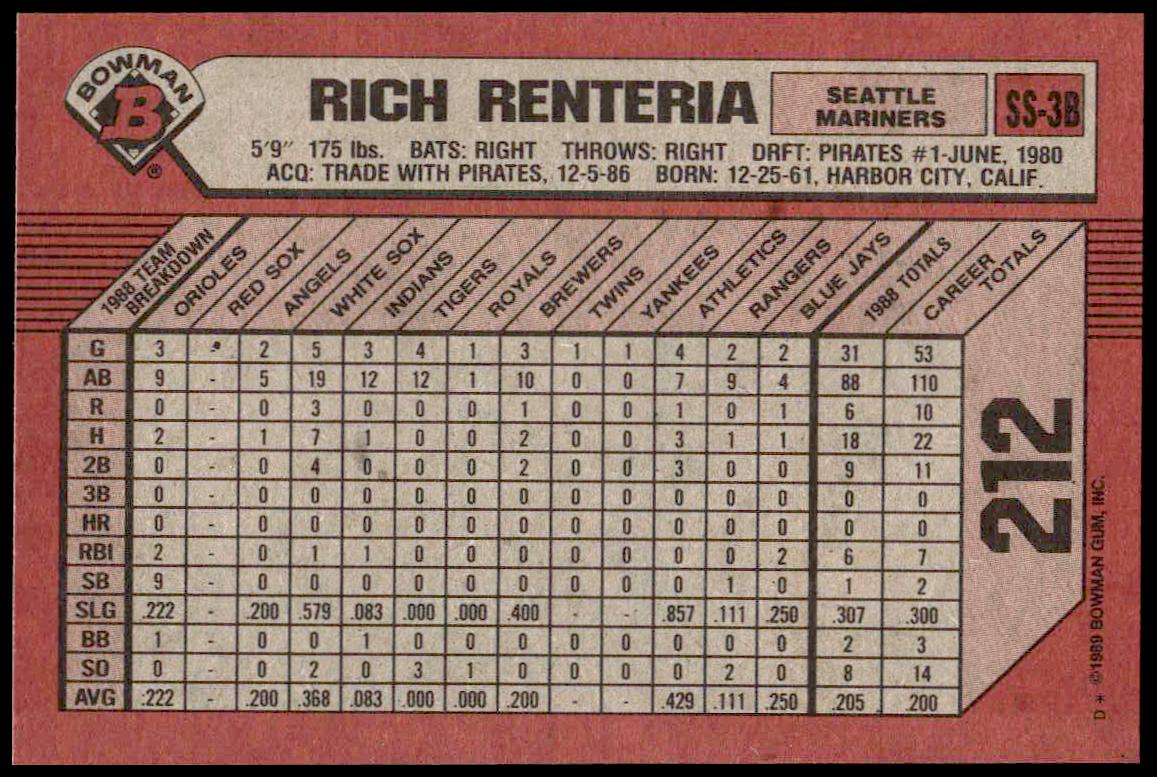 BOWMAN
B
®
RICH RENTERIA
SEATTLE
MARINERS
SS-3B
5'9" 175 lbs. BATS: RIGHT THROWS: RIGHT DRFT: PIRATES #1-JUNE, 1980
ACQ: TRADE WITH PIRATES, 12-5-86 BORN: 12-25-61, HARBOR CITY, CALIF.
1988 TEAM BREAKDOWN ORIOLES RED SOX ANGELS WHITE SOX INDIANS TIGERS ROYALS BREWERS TWINS YANKEES ATHLETICS RANGERS BLUE JAYS 1988 TOTALS CAREER TOTALS
G 3 - 2 5 3 4 1 3 1 1 4 2 2 31 53
AB 9 - 5 19 12 12 1 10 0 0 7 9 4 88 110
R 0 - 0 3 0 0 0 1 0 0 1 0 1 6 10
H 2 - 1 7 1 0 0 2 0 0 3 1 1 18 22
2B 0 - 0 4 0 0 0 2 0 0 3 0 0 9 11
3B 0 - 0 0 0 0 0 0 0 0 0 0 0 0 0
HR 0 - 0 0 0 0 0 0 0 0 0 0 0 0 0
RBI 2 - 0 1 1 0 0 0 0 0 0 0 2 6 7
SB 9 - 0 0 0 0 0 0 0 0 0 1 0 1 2
SLG .222 - .200 .579 .083 .000 .000 .400 - - .857 .111 .250 .307 .300
BB 1 - 0 0 1 0 0 0 0 0 0 0 0 2 3
SO 0 - 0 2 0 3 1 0 0 0 0 2 0 8 14
AVG .222 - .200 .368 .083 .000 .000 .200 - - .429 .111 .250 .205 .200
212
D * ©1989 BOWMAN GUM, INC.